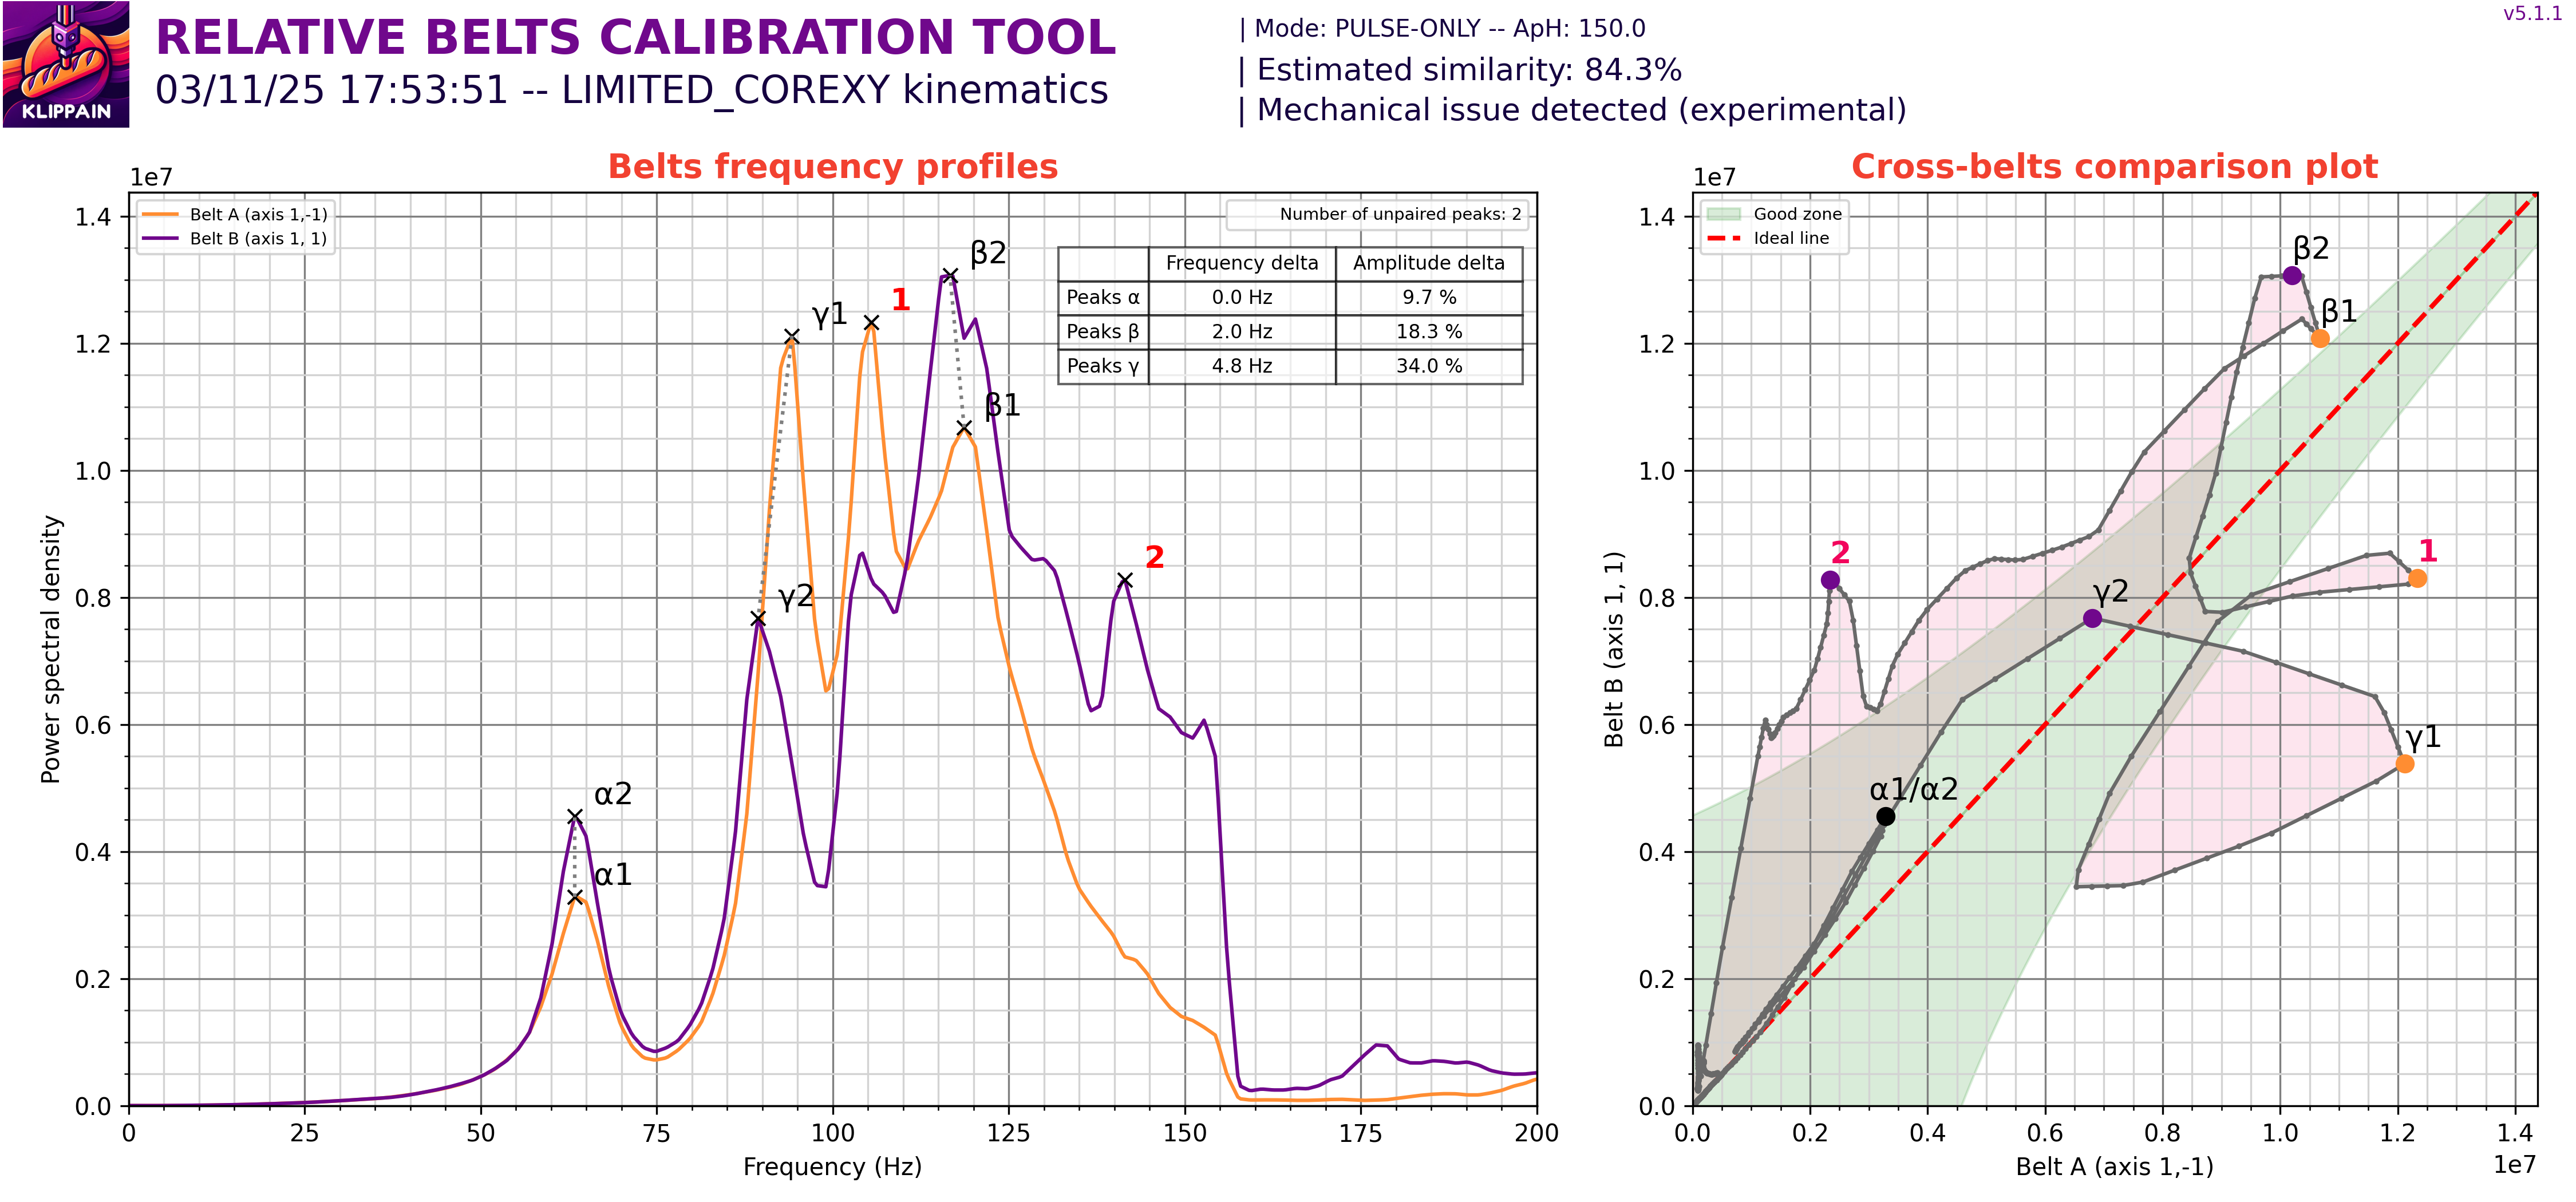 KLIPPAIN
RELATIVE BELTS CALIBRATION TOOL
03/11/25 17:53:51 -- LIMITED_COREXY kinematics
| Mode: PULSE-ONLY -- ApH: 150.0
| Estimated similarity: 84.3%
| Mechanical issue detected (experimental)
v5.1.1
Belts frequency profiles
1e7
Belt A (axis 1,-1)
Belt B (axis 1, 1)
Number of unpaired peaks: 2
Frequency delta Amplitude delta
Peaks α 0.0 Hz 9.7 %
Peaks β 2.0 Hz 18.3 %
Peaks γ 4.8 Hz 34.0 %
β2
γ1
1
β1
γ2
2
α2
α1
Power spectral density
1.4
1.2
1.0
0.8
0.6
0.4
0.2
0.0
0 25 50 75 100 125 150 175 200
Frequency (Hz)
Cross-belts comparison plot
1e7
Good zone
Ideal line
β2
β1
2
1
γ2
γ1
α1/α2
Belt B (axis 1, 1)
1.4
1.2
1.0
0.8
0.6
0.4
0.2
0.0
0.0 0.2 0.4 0.6 0.8 1.0 1.2 1.4
1e7
Belt A (axis 1,-1)